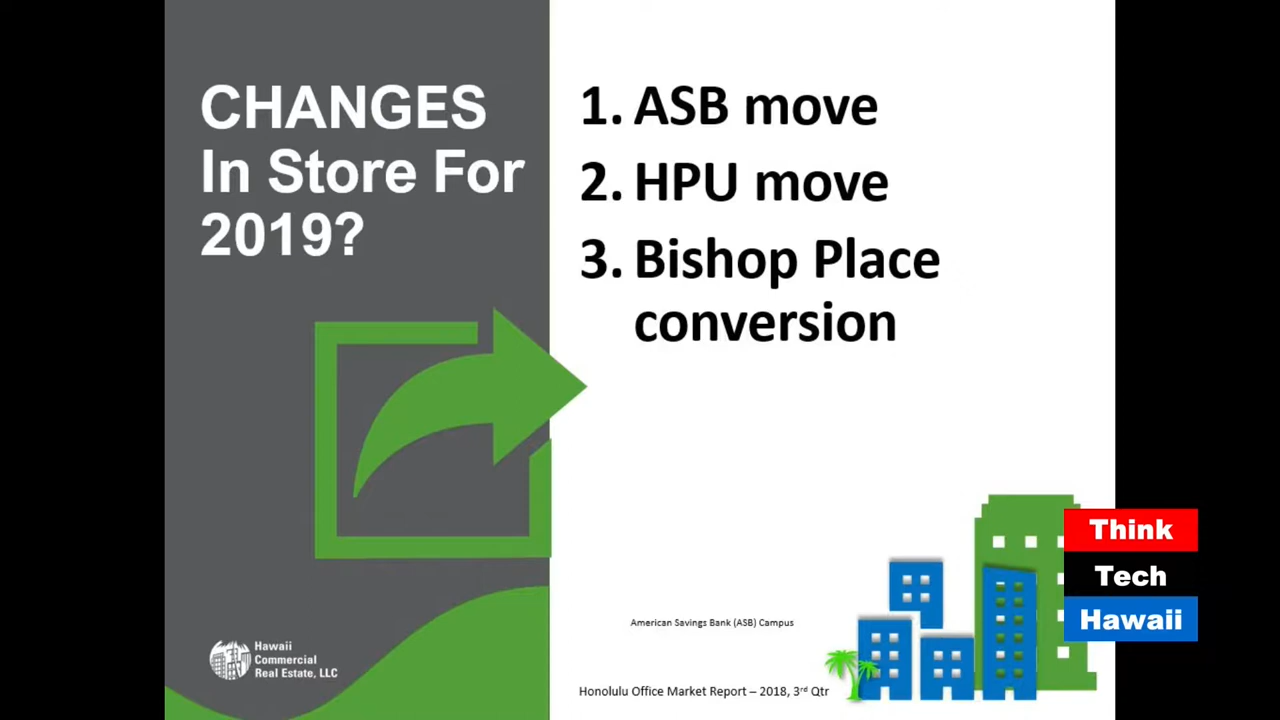 CHANGES
In Store For
2019?
1. ASB move
2. HPU move
3. Bishop Place
conversion
American Savings Bank (ASB) Campus
Honolulu Office Market Report – 2018, 3rd Qtr
Hawaii
Commercial
Real Estate, LLC
Think
Tech
Hawaii